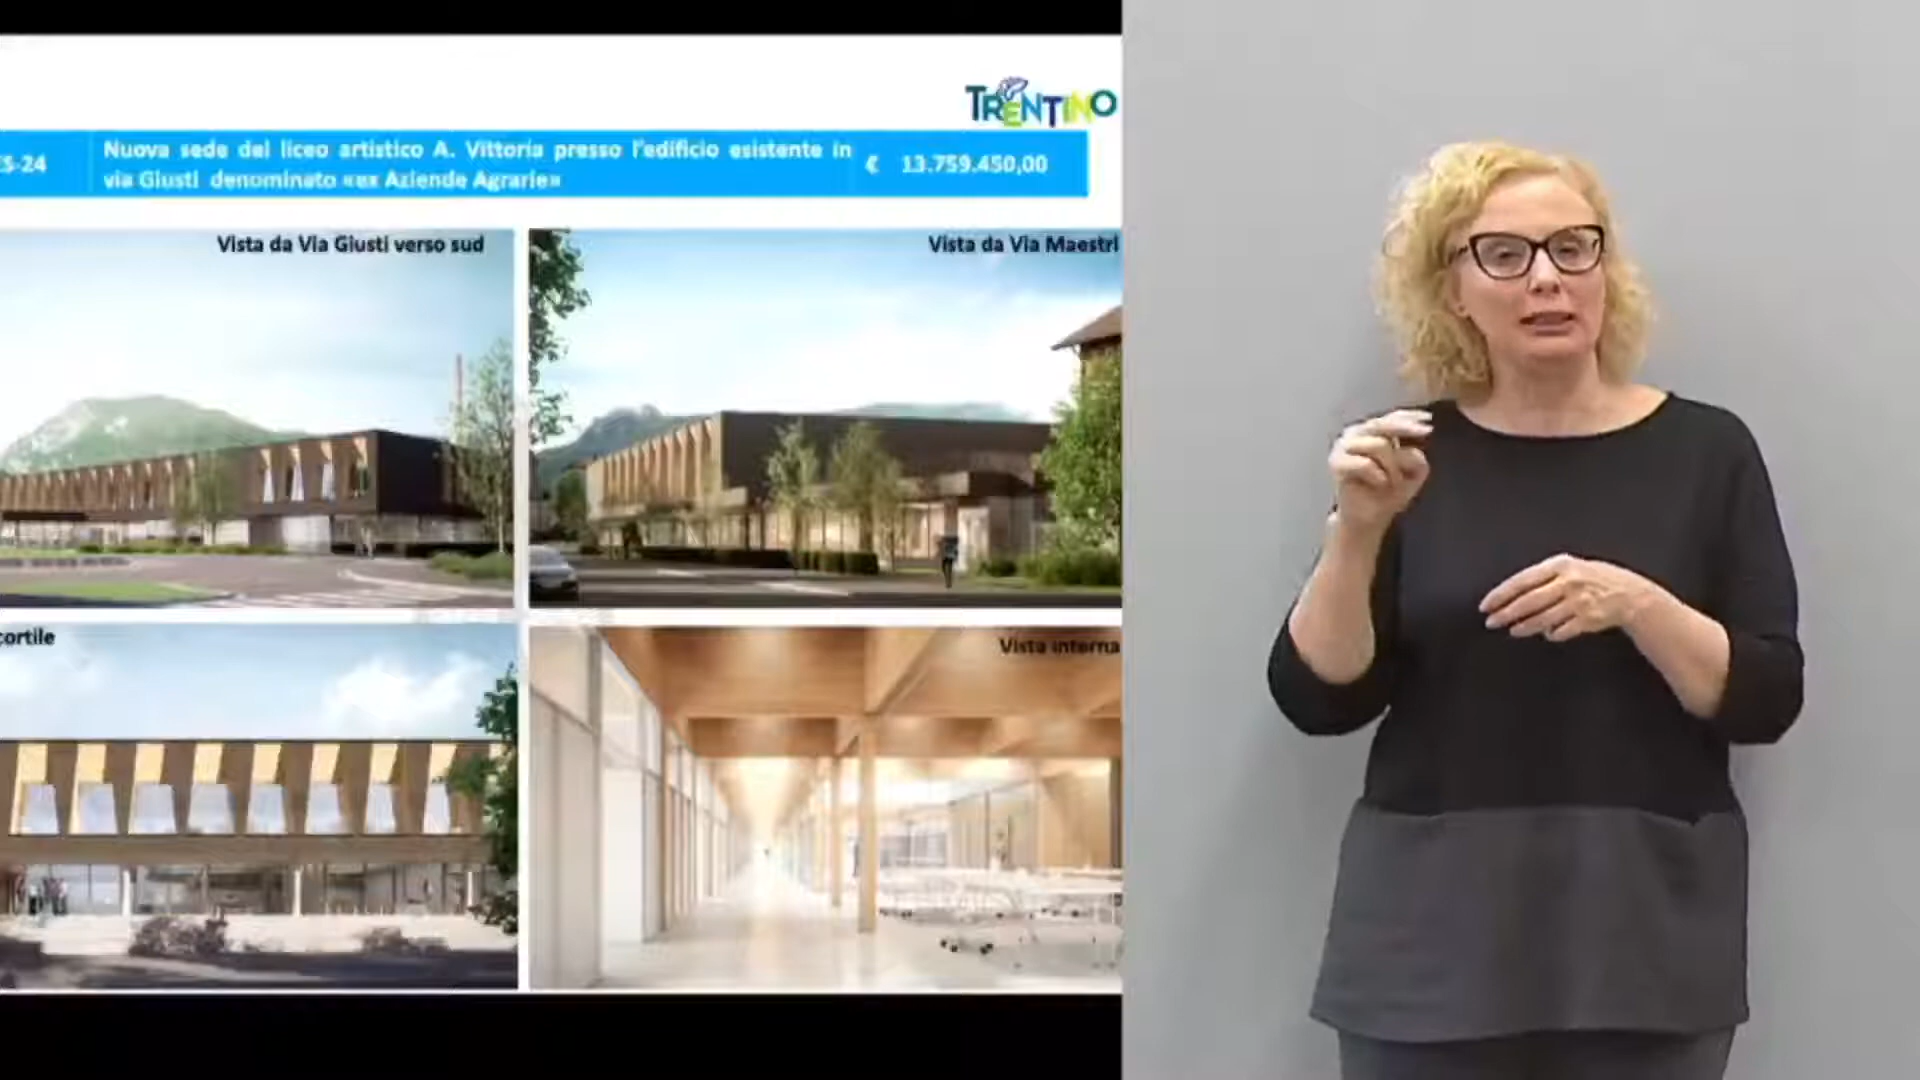 TRENTINO
S-24
Nuova sede del liceo artistico A. Vittoria presso l'edificio esistente in
via Giusti denominato «ex Aziende Agrarie»
€ 13.759.450,00
Vista da Via Giusti verso sud
Vista da Via Maestri
cortile
Vista interna